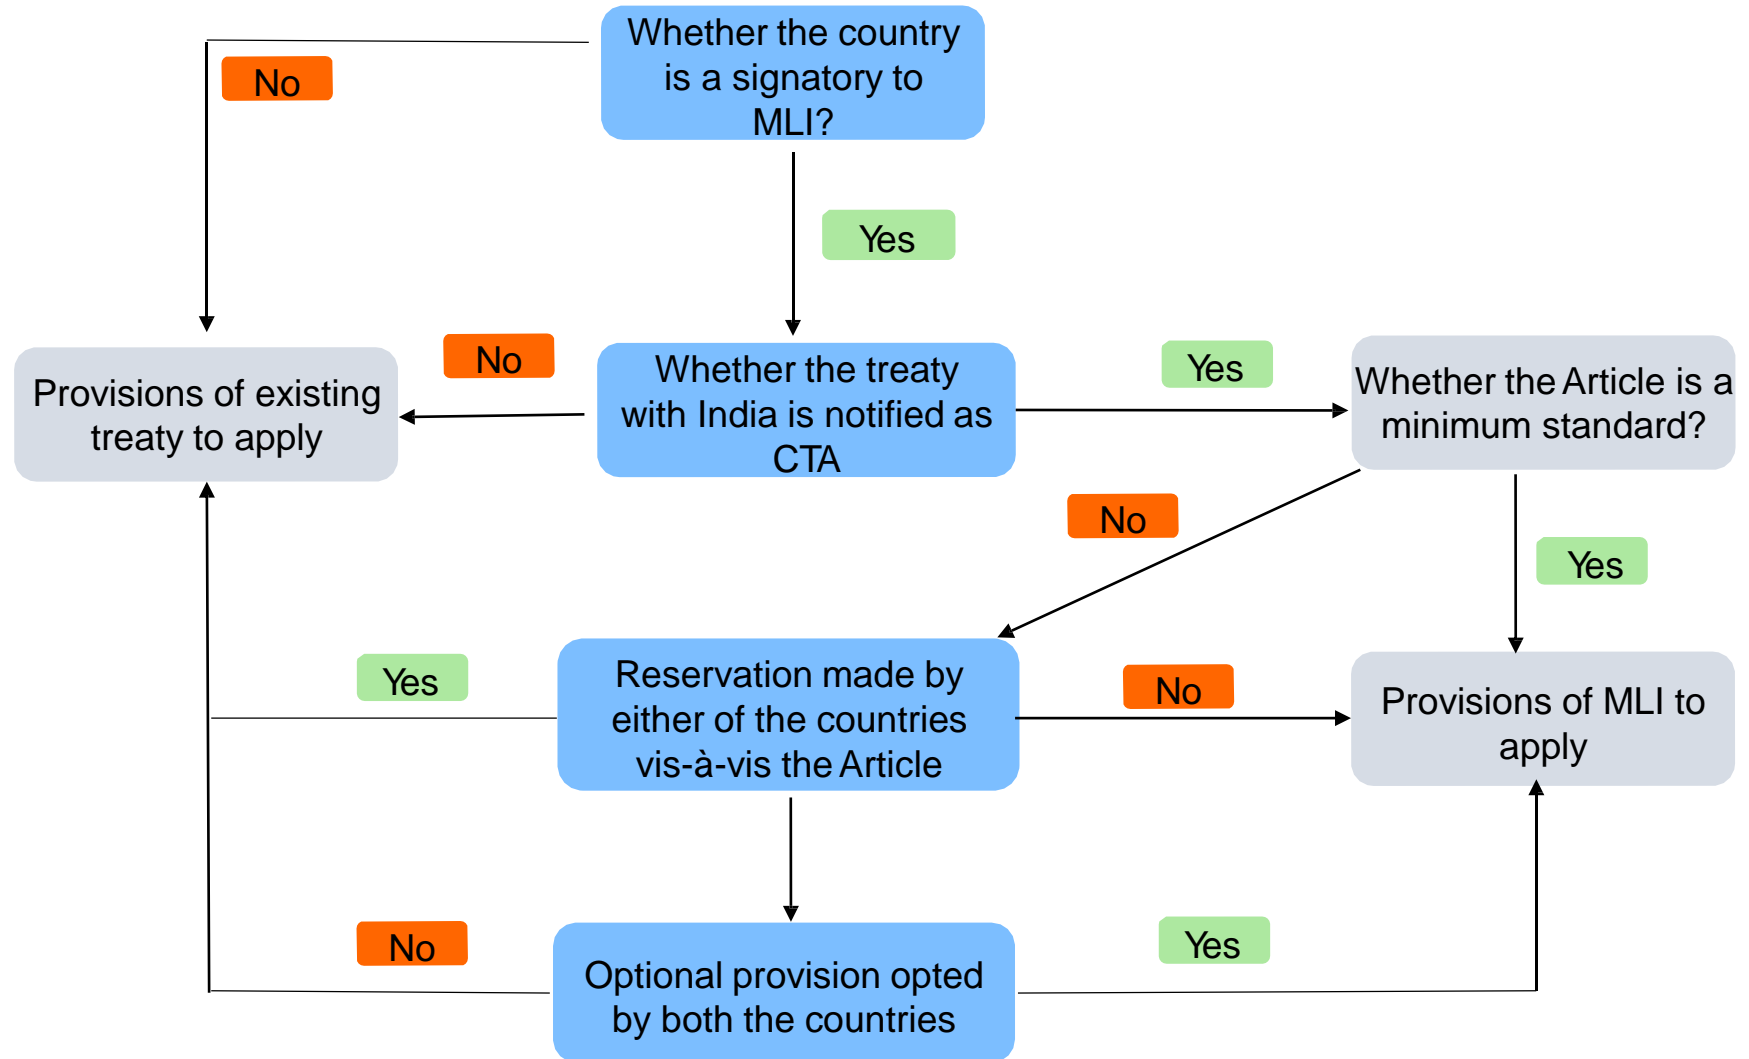 Whether the country
is a signatory to
MLI?
No
Yes
No
Yes
Provisions of existing
treaty to apply
Whether the treaty
with India is notified as
CTA
Whether the Article is a
minimum standard?
No
Yes
Yes
Reservation made by
either of the countries
vis-à-vis the Article
No
Provisions of MLI to
apply
No
Yes
Optional provision opted
by both the countries